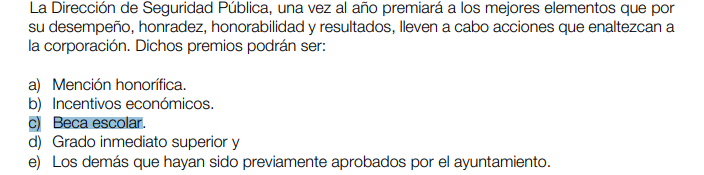 La Dirección de Seguridad Pública, una vez al año premiará a los mejores elementos que por
su desempeño, honradez, honorabilidad y resultados, lleven a cabo acciones que enaltezcan a
la corporación. Dichos premios podrán ser:
a) Mención honorífica.
b) Incentivos económicos.
c) Beca escolar.
d) Grado inmediato superior y
e) Los demás que hayan sido previamente aprobados por el ayuntamiento.